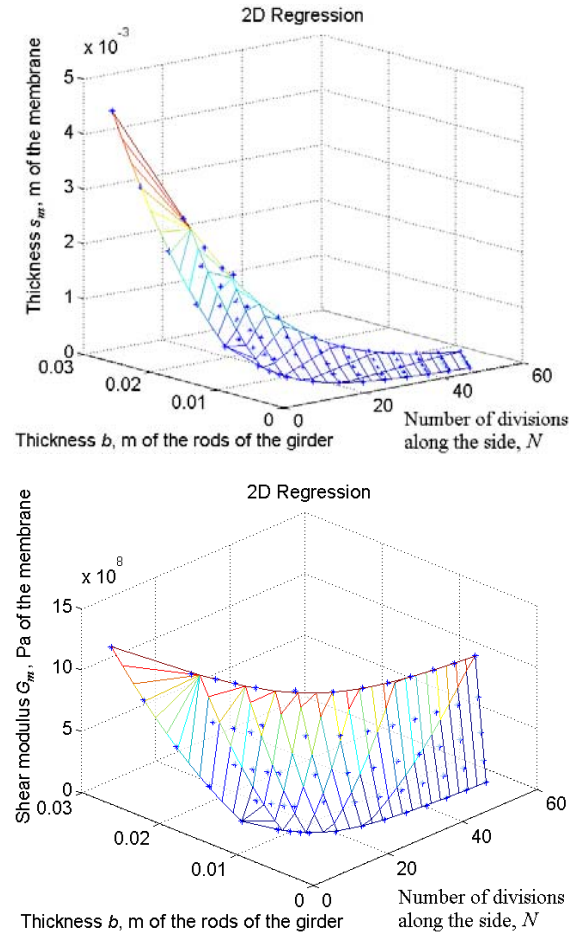 2D Regression
x 10^-3
5
4
3
2
1
0
0.03
0.02
0.01
0
0
20
40
60
Thickness s_m, m of the membrane
Thickness b, m of the rods of the girder
Number of divisions
along the side, N
2D Regression
x 10^8
15
10
5
0
0.03
0.02
0.01
0
0
20
40
60
Shear modulus G_m, Pa of the membrane
Thickness b, m of the rods of the girder
Number of divisions
along the side, N